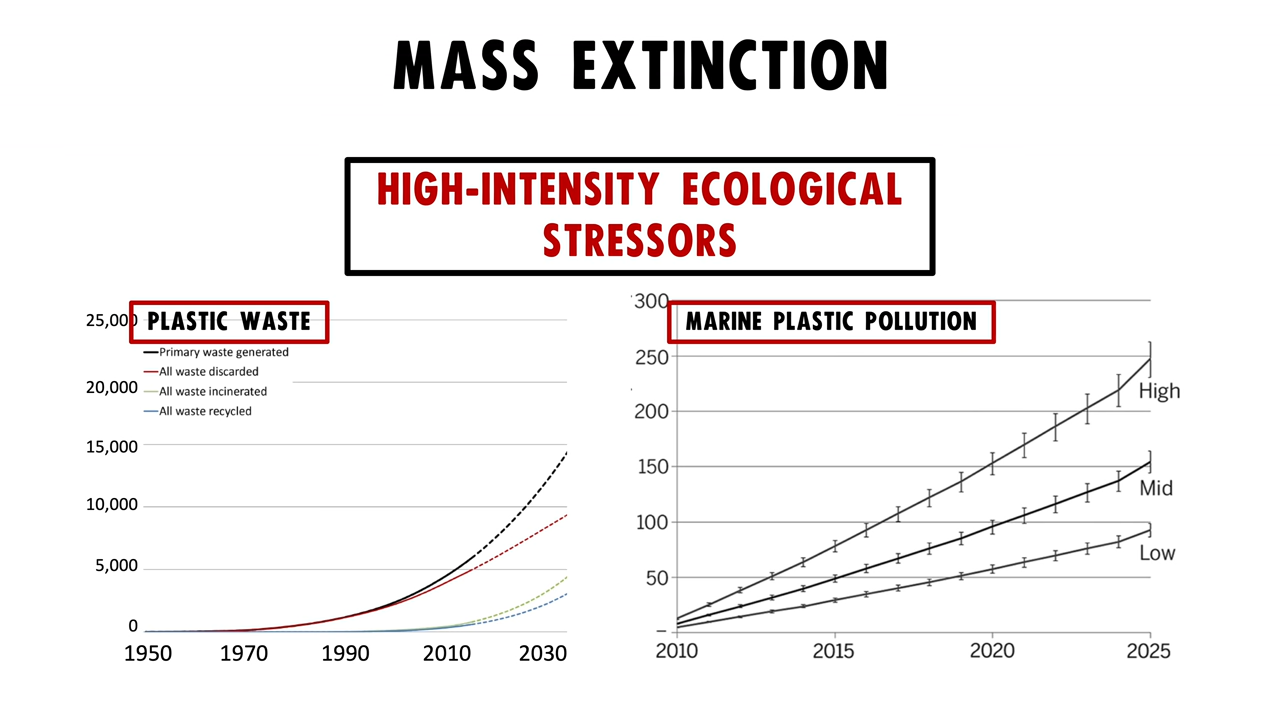 MASS EXTINCTION
HIGH-INTENSITY ECOLOGICAL
STRESSORS
PLASTIC WASTE
25,000
20,000
15,000
10,000
5,000
0
Primary waste generated
All waste discarded
All waste incinerated
All waste recycled
1950 1970 1990 2010 2030
MARINE PLASTIC POLLUTION
300
250
200
150
100
50
–
High
Mid
Low
2010 2015 2020 2025